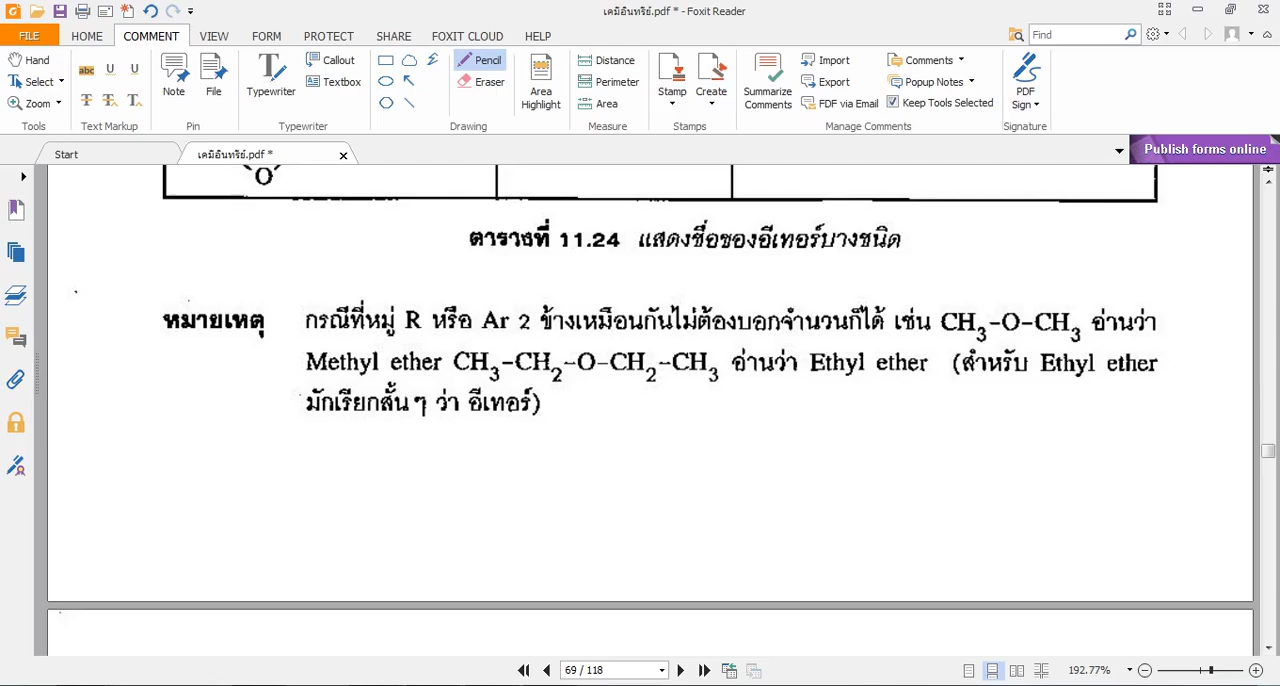 เคมีอินทรีย์.pdf * - Foxit Reader
FILE HOME COMMENT VIEW FORM PROTECT SHARE FOXIT CLOUD HELP Find
Hand Select Zoom Tools
abc U U T T T Text Markup
Note File Pin
Typewriter Callout Textbox Typewriter
Pencil Eraser Area Highlight Drawing
Distance Perimeter Area Measure
Stamp Create Stamps
Summarize Comments Import Export FDF via Email Comments Popup Notes Keep Tools Selected Manage Comments
PDF Sign Signature
Start เคมีอินทรีย์.pdf * Publish forms online
O
ตารางที่ 11.24 แสดงชื่อของอีเทอร์บางชนิด
หมายเหตุ กรณีที่หมู่ R หรือ Ar 2 ข้างเหมือนกันไม่ต้องบอกจำนวนก็ได้ เช่น CH₃-O-CH₃ อ่านว่า
Methyl ether CH₃-CH₂-O-CH₂-CH₃ อ่านว่า Ethyl ether (สำหรับ Ethyl ether
มักเรียกสั้นๆ ว่า อีเทอร์)
69 / 118 192.77%